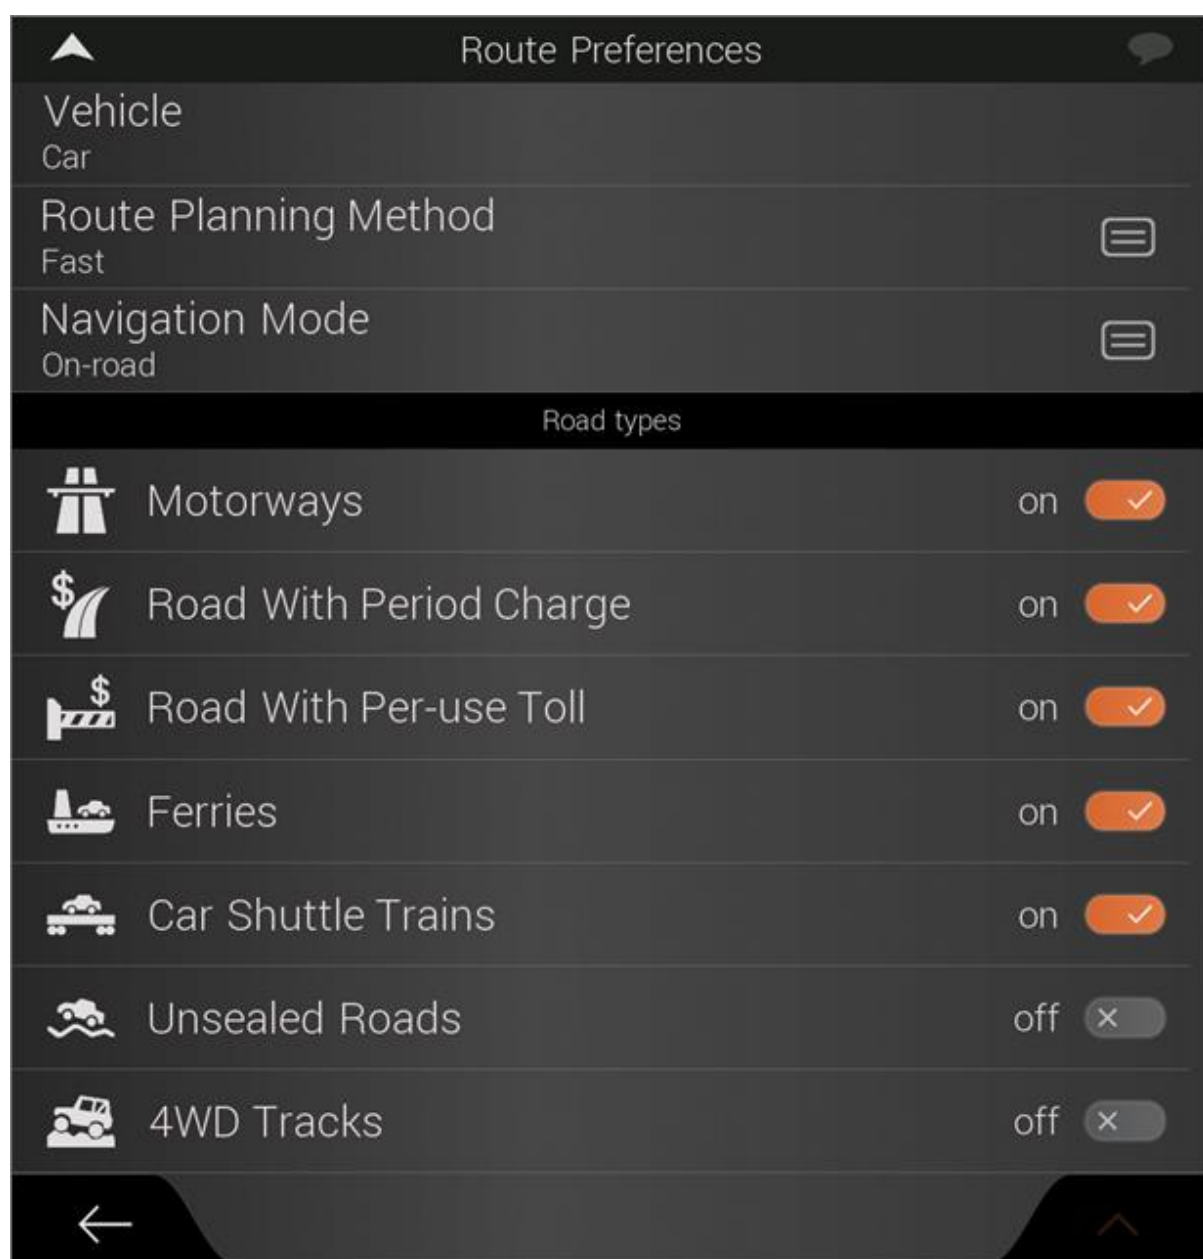 Route Preferences
Vehicle
Car
Route Planning Method
Fast
Navigation Mode
On-road
Road types
Motorways on
$ Road With Period Charge on
$ Road With Per-use Toll on
Ferries on
Car Shuttle Trains on
Unsealed Roads off
4WD Tracks off